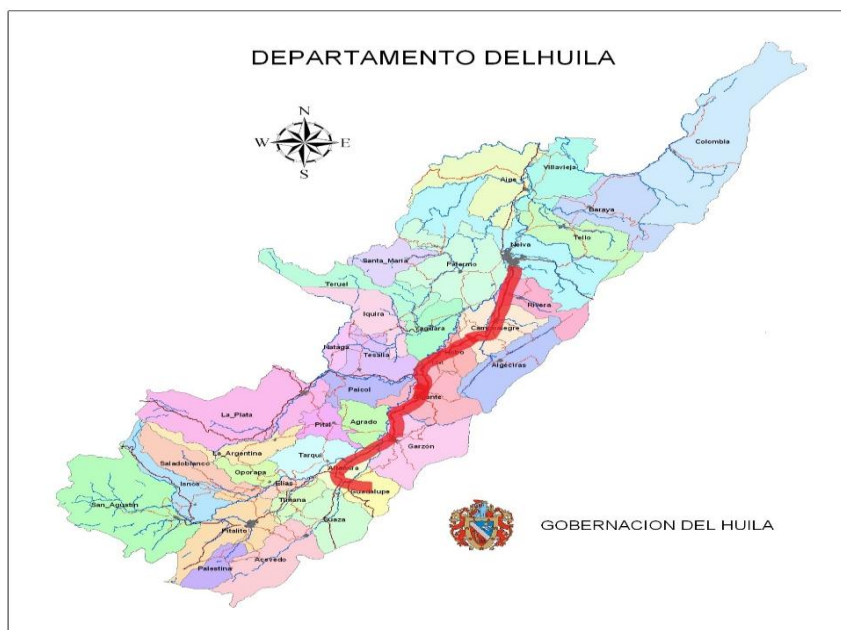 DEPARTAMENTO DELHUILA
N
W
E
S
Colombia
Villavieja
Aipe
Baraya
Tello
Neiva
Santa_Maria
Palermo
Teruel
Rivera
Iquira
Yaguara
Campoalegre
Nataga
Tesalia
Hobo
Algeciras
Paicol
La_Plata
Pital
Agrado
Garzón
La_Argentina
Tarqui
Saladoblanco
Oporapa
Altamira
Isnos
Elias
Guadalupe
San_Agustin
Timana
Suaza
Pitalito
Acevedo
Palestina
GOBERNACION DEL HUILA